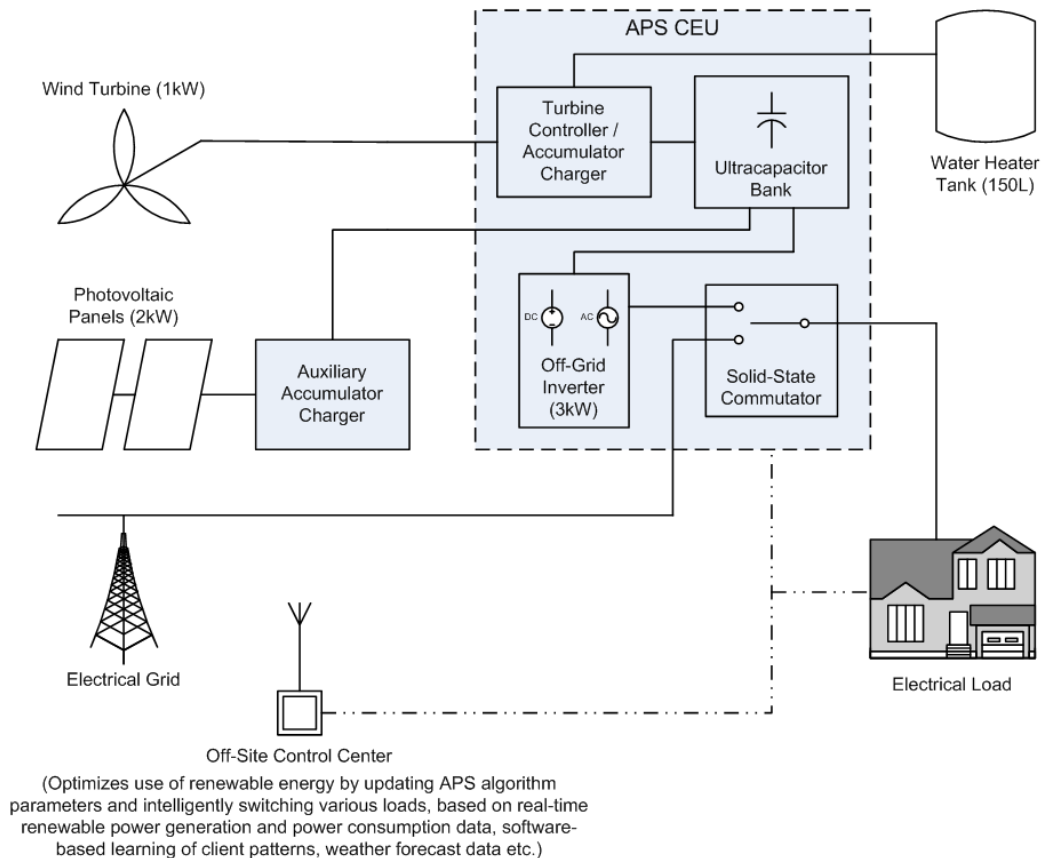 APS CEU
Wind Turbine (1kW)
Turbine
Controller /
Accumulator
Charger
Ultracapacitor
Bank
Water Heater
Tank (150L)
Photovoltaic
Panels (2kW)
Auxiliary
Accumulator
Charger
DC
AC
Off-Grid
Inverter
(3kW)
Solid-State
Commutator
Electrical Grid
Electrical Load
Off-Site Control Center
(Optimizes use of renewable energy by updating APS algorithm
parameters and intelligently switching various loads, based on real-time
renewable power generation and power consumption data, software-
based learning of client patterns, weather forecast data etc.)